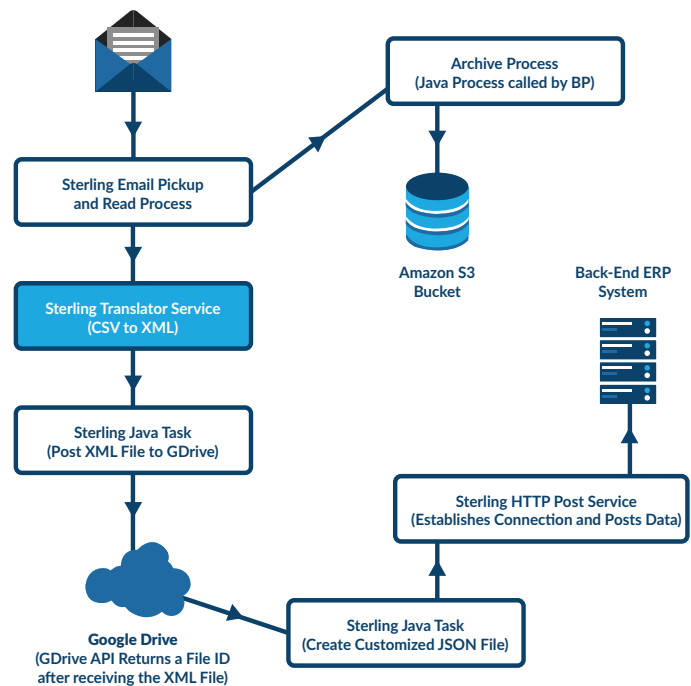 Sterling Email Pickup
and Read Process
Archive Process
(Java Process called by BP)
Amazon S3
Bucket
Sterling Translator Service
(CSV to XML)
Sterling Java Task
(Post XML File to GDrive)
Google Drive
(GDrive API Returns a File ID
after receiving the XML File)
Sterling Java Task
(Create Customized JSON File)
Sterling HTTP Post Service
(Establishes Connection and Posts Data)
Back-End ERP
System